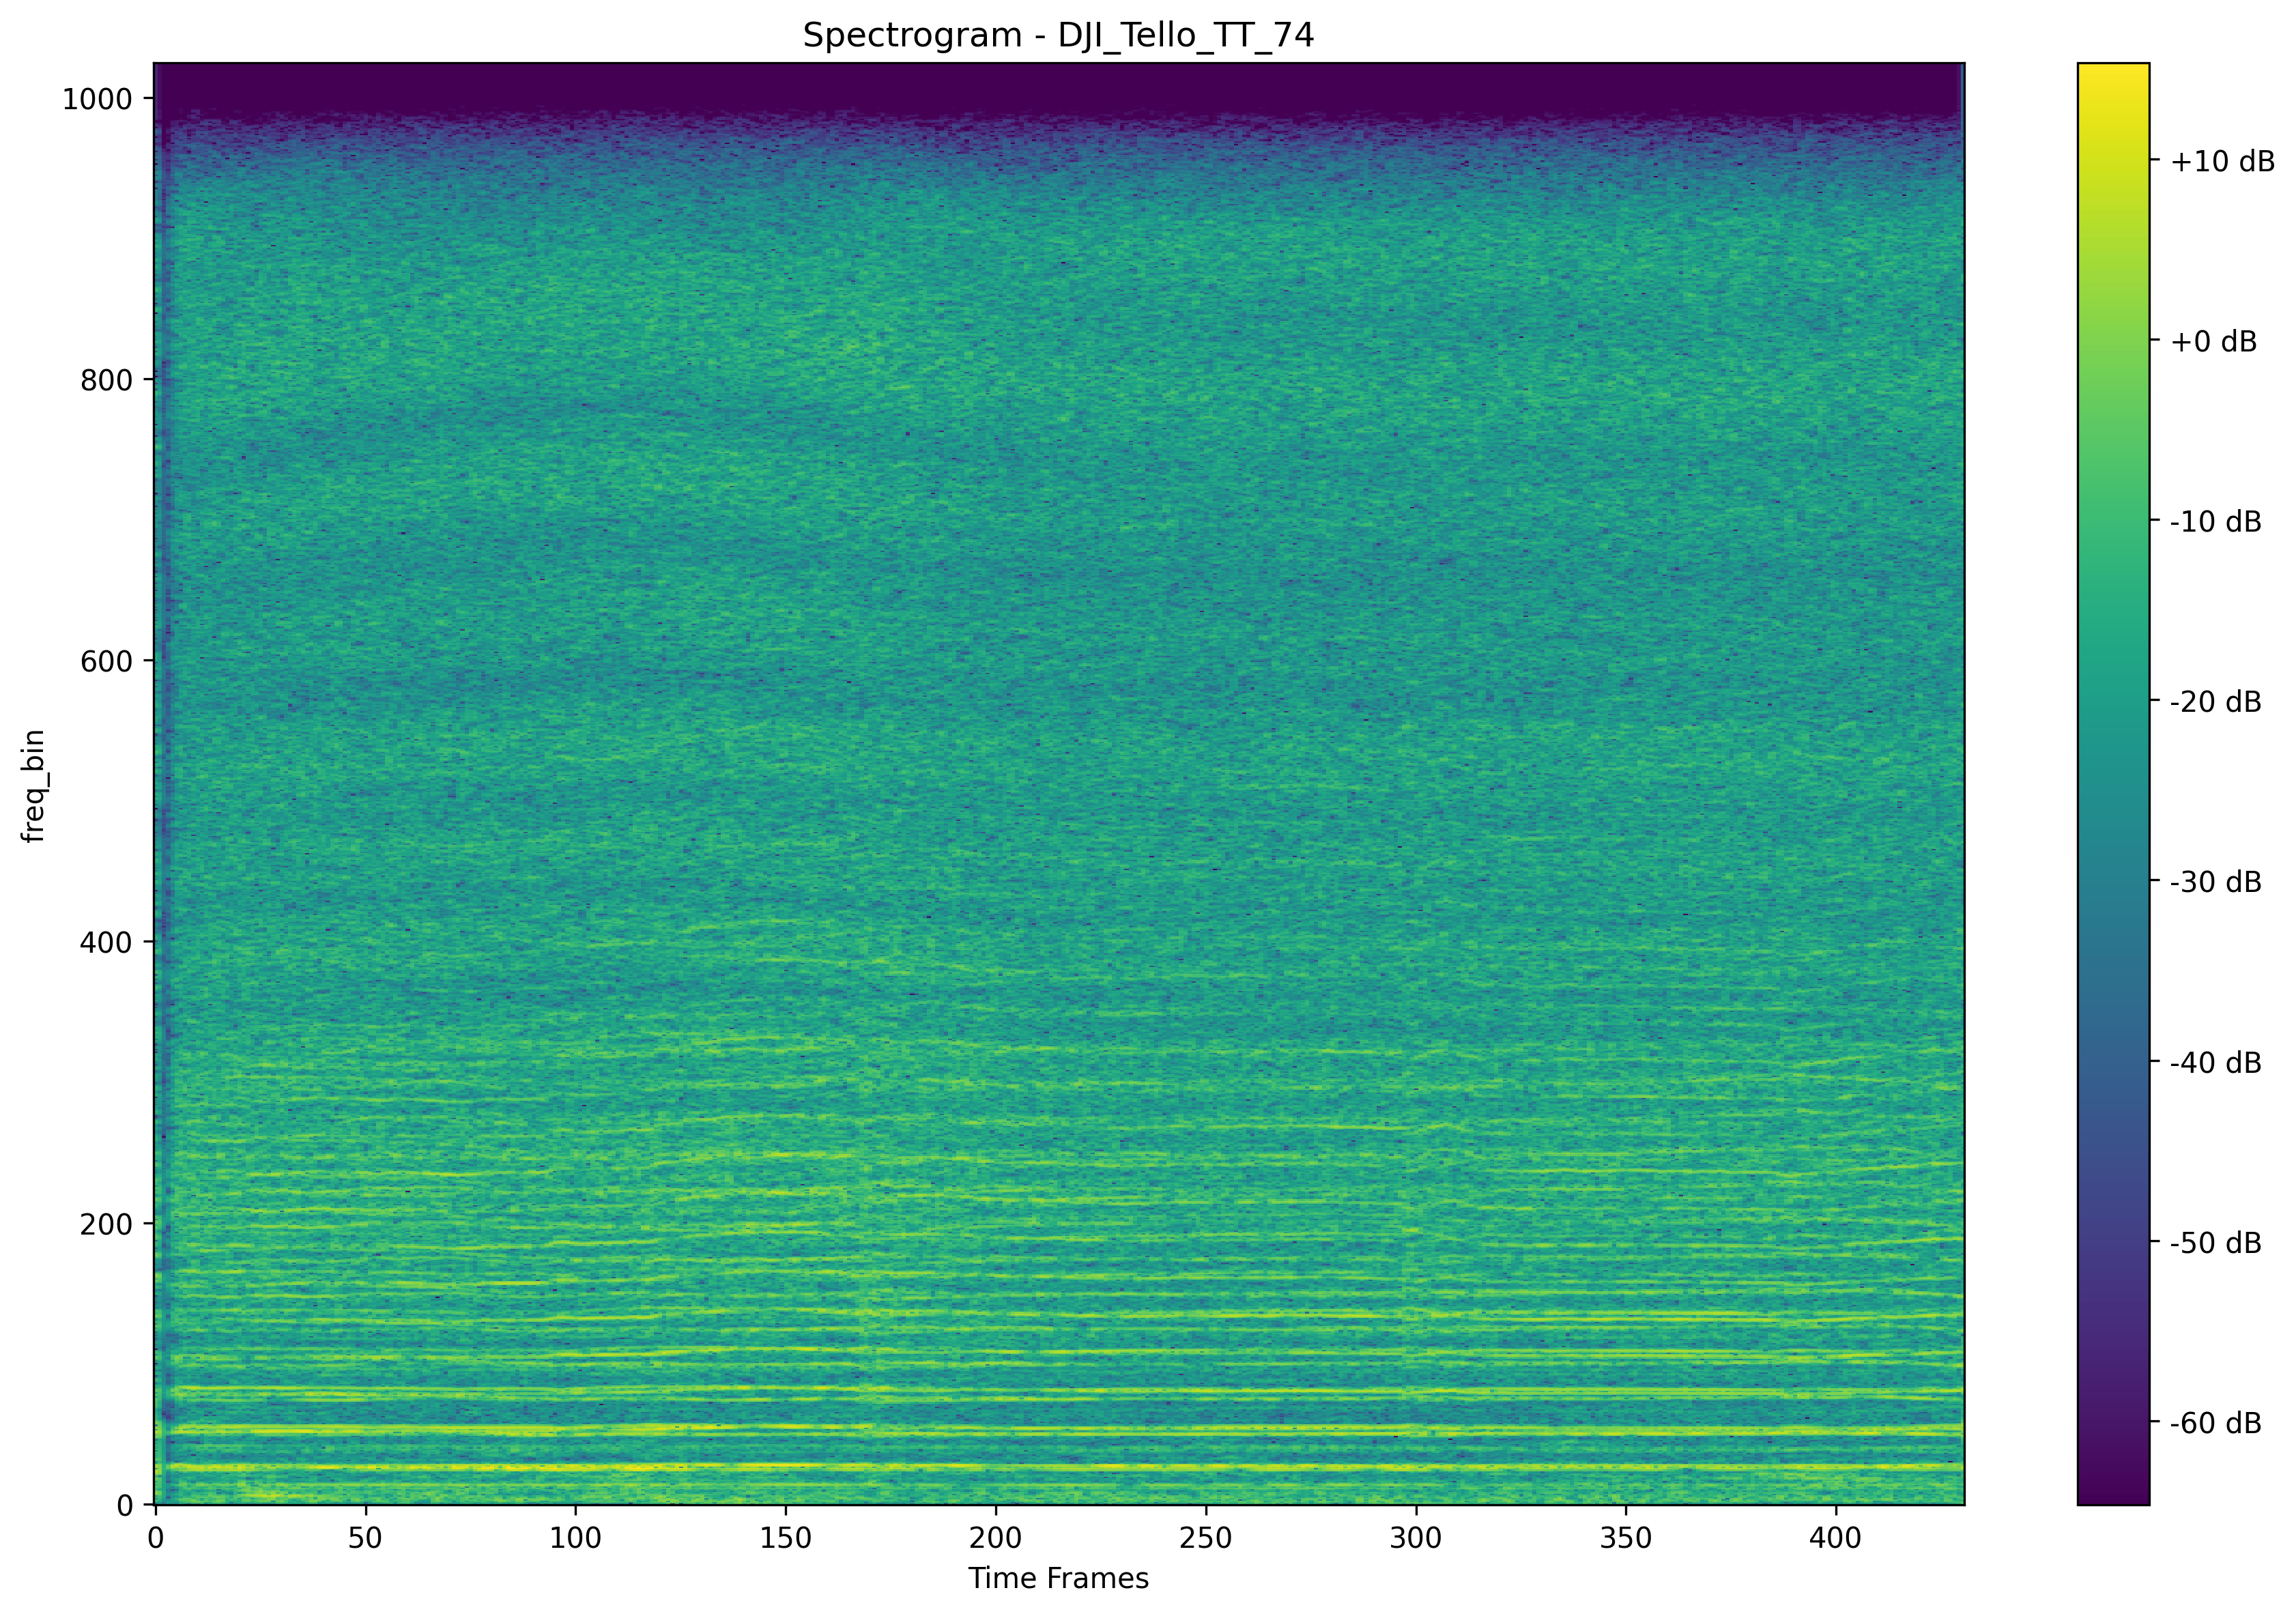 Spectrogram - DJI_Tello_TT_74
freq_bin
1000
800
600
400
200
0
0 50 100 150 200 250 300 350 400
Time Frames
+10 dB
+0 dB
-10 dB
-20 dB
-30 dB
-40 dB
-50 dB
-60 dB